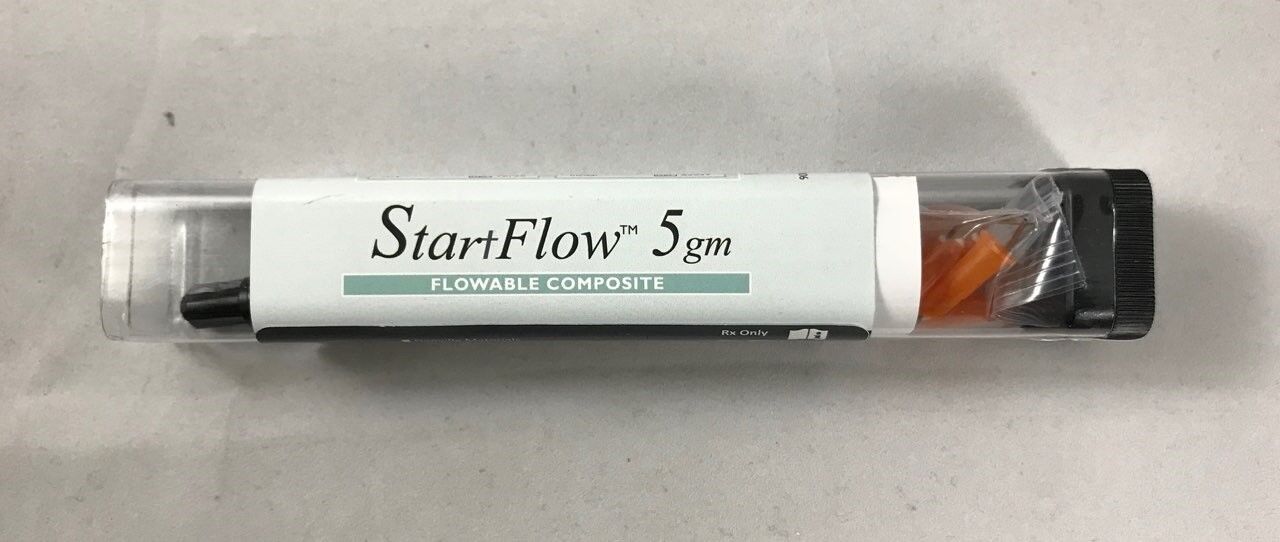 StartFlow™ 5gm
FLOWABLE COMPOSITE
Rx Only